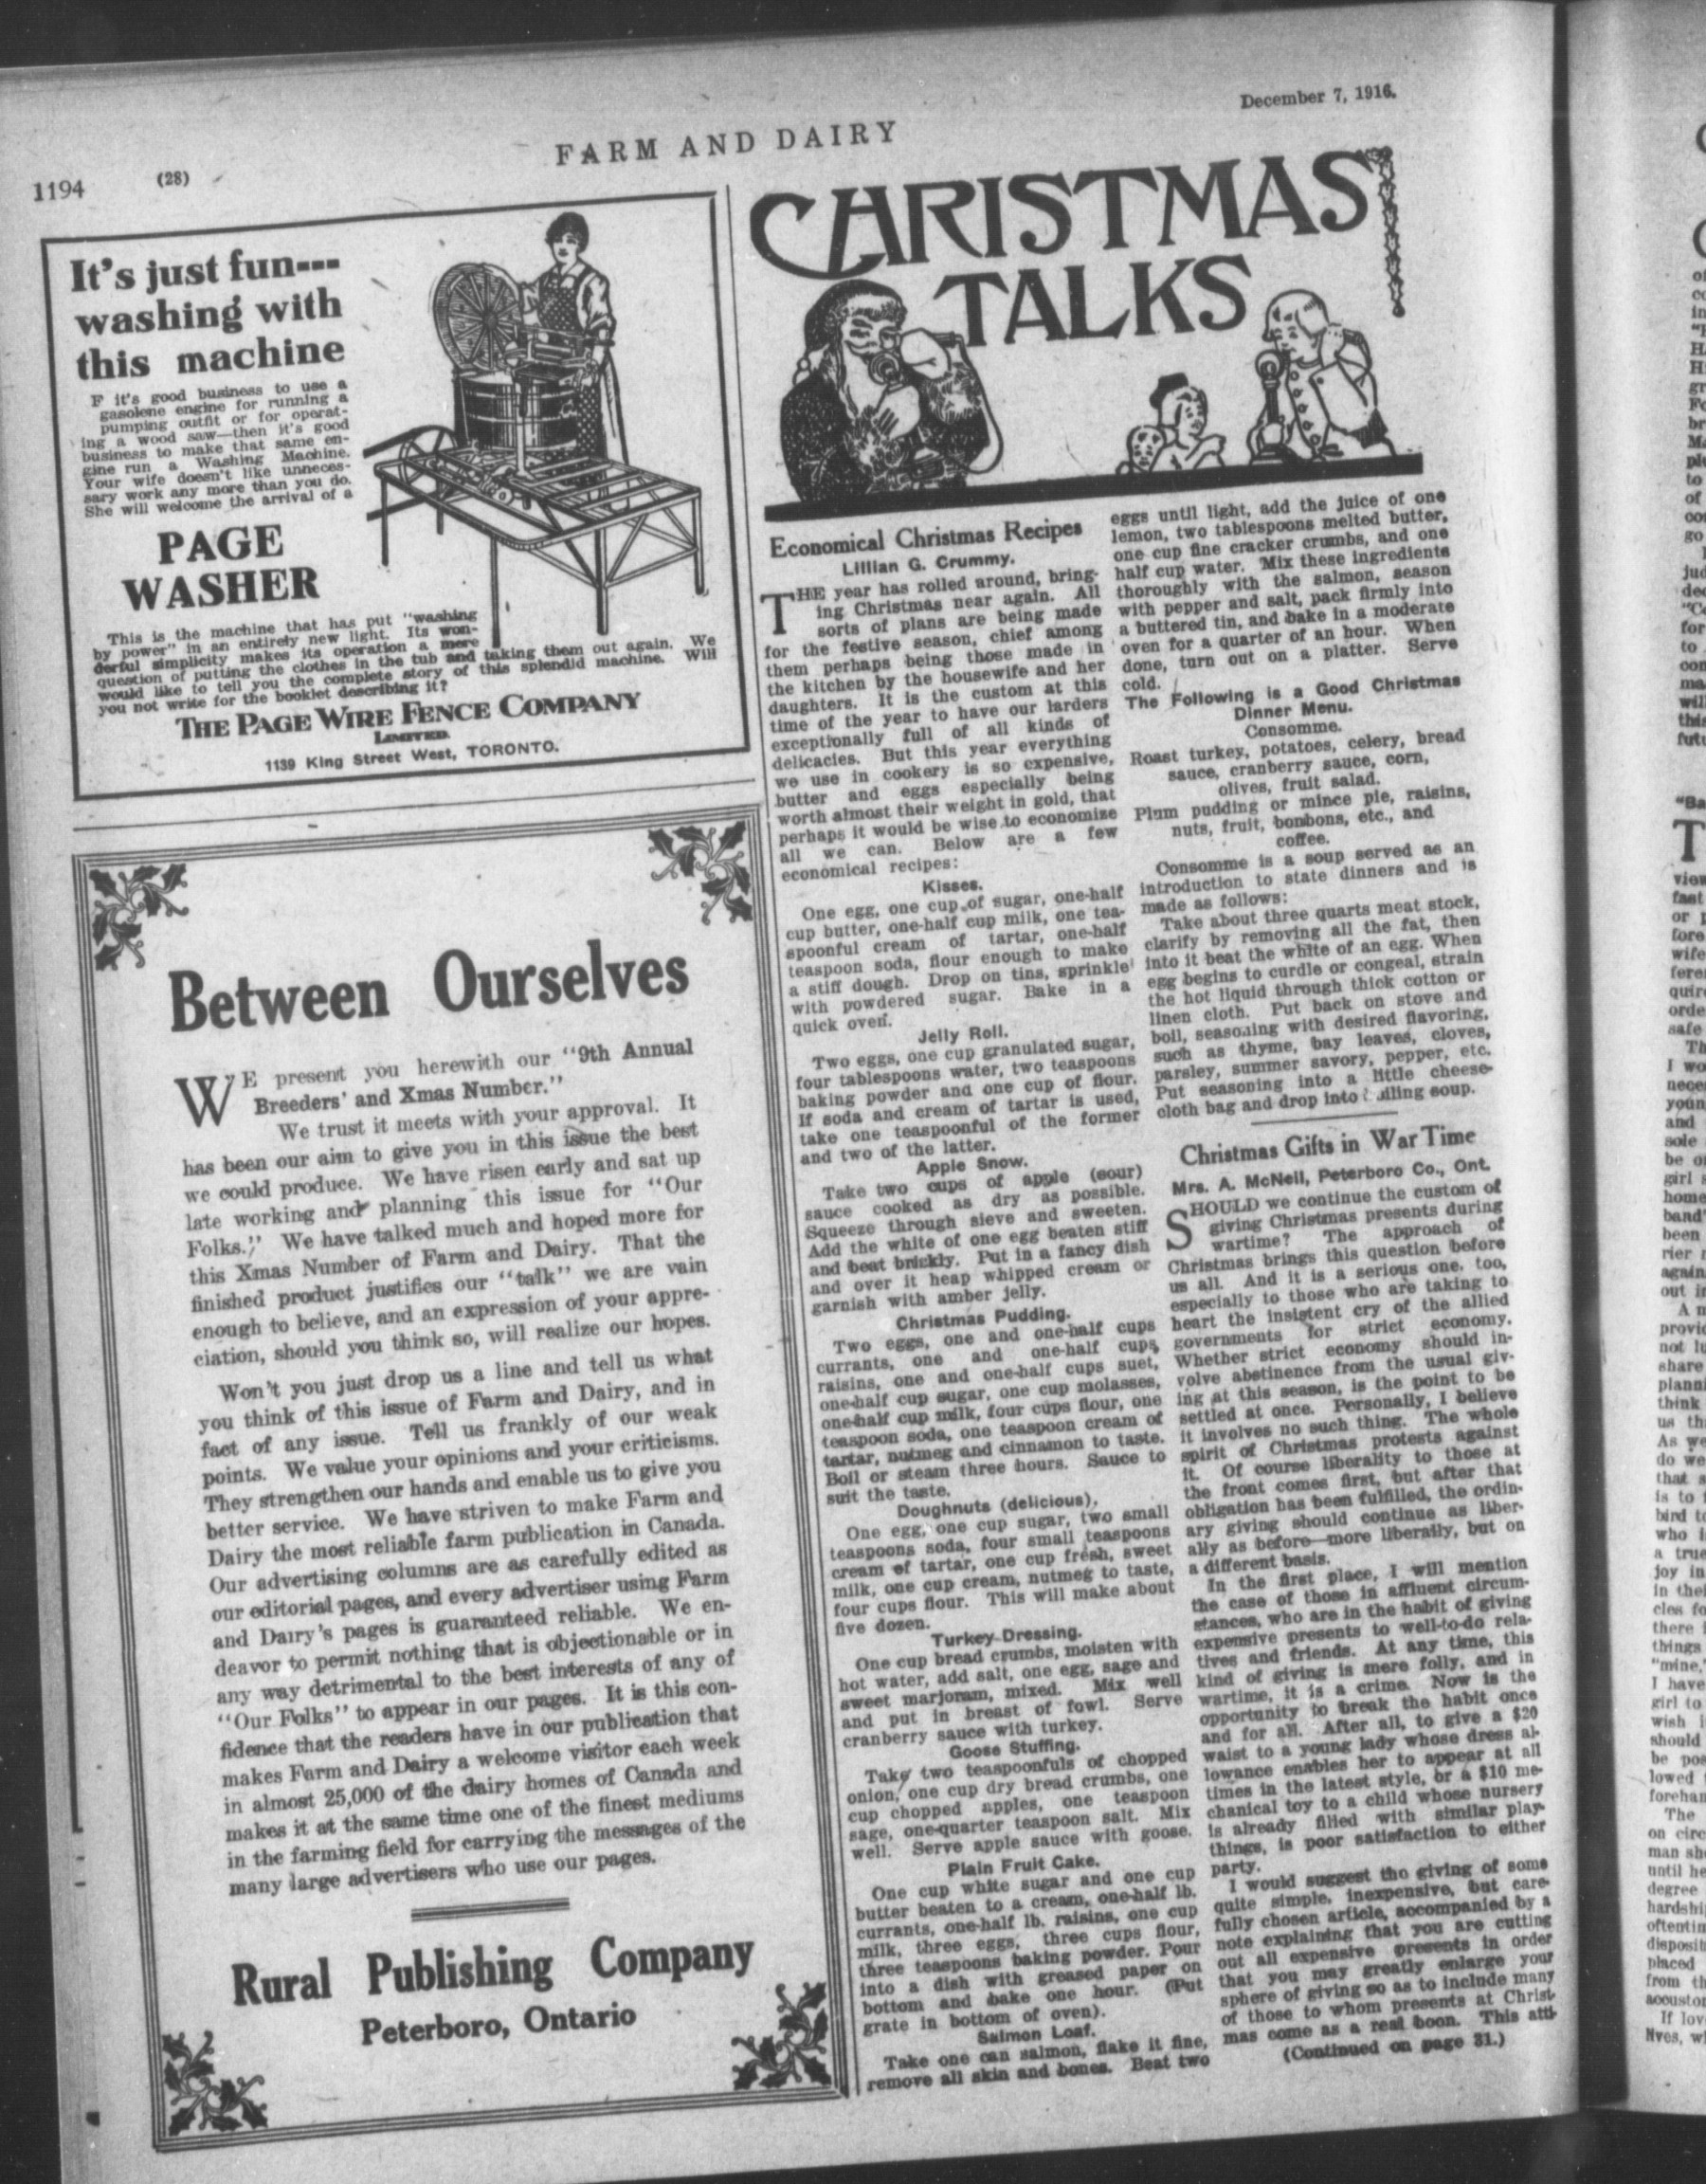 December 7, 1916.
FARM AND DAIRY
1194
(28)
It's just fun---
washing with
this machine
F it's good business to use a
gasolene engine for running a
pumping outfit or for operat-
ing a wood saw—then it's good
business to make that same en-
gine run a Washing Machine.
Your wife doesn't like unneces-
sary work any more than you do.
She will welcome the arrival of a
PAGE
WASHER
This is the machine that has put "washing
by power" in an entirely new light. Its won-
derful simplicity makes its operation a mere
question of putting the clothes in the tub and taking them out again. We
would like to tell you the complete story of this splendid machine. Will
you not write for the booklet describing it?
THE PAGE WIRE FENCE COMPANY
LIMITED.
1139 King Street West, TORONTO.
Between Ourselves
WE present you herewith our "9th Annual
Breeders' and Xmas Number."
We trust it meets with your approval. It
has been our aim to give you in this issue the best
we could produce. We have risen early and sat up
late working and planning this issue for "Our
Folks." We have talked much and hoped more for
this Xmas Number of Farm and Dairy. That the
finished product justifies our "talk" we are vain
enough to believe, and an expression of your appre-
ciation, should you think so, will realize our hopes.
Won't you just drop us a line and tell us what
you think of this issue of Farm and Dairy, and in
fact of any issue. Tell us frankly of our weak
points. We value your opinions and your criticisms.
They strengthen our hands and enable us to give you
better service. We have striven to make Farm and
Dairy the most reliable farm publication in Canada.
Our advertising columns are as carefully edited as
our editorial pages, and every advertiser using Farm
and Dairy's pages is guaranteed reliable. We en-
deavor to permit nothing that is objectionable or in
any way detrimental to the best interests of any of
"Our Folks" to appear in our pages. It is this con-
fidence that the readers have in our publication that
makes Farm and Dairy a welcome visitor each week
in almost 25,000 of the dairy homes of Canada and
makes it at the same time one of the finest mediums
in the farming field for carrying the messages of the
many large advertisers who use our pages.
Rural Publishing Company
Peterboro, Ontario
CHRISTMAS
TALKS
Economical Christmas Recipes
Lillian G. Crummy.
THE year has rolled around, bring-
ing Christmas near again. All
sorts of plans are being made
for the festive season, chief among
them perhaps being those made in
the kitchen by the housewife and her
daughters. It is the custom at this
time of the year to have our larders
exceptionally full of all kinds of
delicacies. But this year everything
we use in cookery is so expensive,
butter and eggs especially being
worth almost their weight in gold, that
perhaps it would be wise to economize
all we can. Below are a few
economical recipes:
Kisses.
One egg, one cup of sugar, one-half
cup butter, one-half cup milk, one tea-
spoonful cream of tartar, one-half
teaspoon soda, flour enough to make
a stiff dough. Drop on tins, sprinkle
with powdered sugar. Bake in a
quick oven.
Jelly Roll.
Two eggs, one cup granulated sugar,
four tablespoons water, two teaspoons
baking powder and one cup of flour.
If soda and cream of tartar is used,
take one teaspoonful of the former
and two of the latter.
Apple Snow.
Take two cups of apple (sour)
sauce cooked as dry as possible.
Squeeze through sieve and sweeten.
Add the white of one egg beaten stiff
and beat brickly. Put in a fancy dish
and over it heap whipped cream or
garnish with amber jelly.
Christmas Pudding.
Two eggs, one and one-half cups
currants, one and one-half cups
raisins, one and one-half cups suet,
one-half cup sugar, one cup molasses,
one-half cup milk, four cups flour, one
teaspoon soda, one teaspoon cream of
tartar, nutmeg and cinnamon to taste.
Boil or steam three hours. Sauce to
suit the taste.
Doughnuts (delicious).
One egg, one cup sugar, two small
teaspoons soda, four small teaspoons
cream of tartar, one cup fresh, sweet
milk, one cup cream, nutmeg to taste,
four cups flour. This will make about
five dozen.
Turkey Dressing.
One cup bread crumbs, moisten with
hot water, add salt, one egg, sage and
sweet marjoram, mixed. Mix well
and put in breast of fowl. Serve
cranberry sauce with turkey.
Goose Stuffing.
Take two teaspoonfuls of chopped
onion, one cup dry bread crumbs, one
cup chopped apples, one teaspoon
sage, one-quarter teaspoon salt. Mix
well. Serve apple sauce with goose.
Plain Fruit Cake.
One cup white sugar and one cup
butter beaten to a cream, one-half lb.
currants, one-half lb. raisins, one cup
milk, three eggs, three cups flour,
three teaspoons baking powder. Pour
into a dish with greased paper on
bottom and bake one hour. (Put
grate in bottom of oven).
Salmon Loaf.
Take one can salmon, flake it fine,
remove all skin and bones. Beat two
eggs until light, add the juice of one
lemon, two tablespoons melted butter,
one cup fine cracker crumbs, and one
half cup water. Mix these ingredients
thoroughly with the salmon, season
with pepper and salt, pack firmly into
a buttered tin, and bake in a moderate
oven for a quarter of an hour. When
done, turn out on a platter. Serve
cold.
The Following is a Good Christmas
Dinner Menu.
Consomme.
Roast turkey, potatoes, celery, bread
sauce, cranberry sauce, corn,
olives, fruit salad.
Plum pudding or mince pie, raisins,
nuts, fruit, bonbons, etc., and
coffee.
Consomme is a soup served as an
introduction to state dinners and is
made as follows:
Take about three quarts meat stock,
clarify by removing all the fat, then
into it beat the white of an egg. When
egg begins to curdle or congeal, strain
the hot liquid through thick cotton or
linen cloth. Put back on stove and
boil, seasoning with desired flavoring,
such as thyme, bay leaves, cloves,
parsley, summer savory, pepper, etc.
Put seasoning into a little cheese-
cloth bag and drop into boiling soup.
Christmas Gifts in War Time
Mrs. A. McNeil, Peterboro Co., Ont.
SHOULD we continue the custom of
giving Christmas presents during
wartime? The approach of
Christmas brings this question before
us all. And it is a serious one, too,
especially to those who are taking to
heart the insistent cry of the allied
governments for strict economy.
Whether strict economy should in-
volve abstinence from the usual giv-
ing at this season, is the point to be
settled at once. Personally, I believe
it involves no such thing. The whole
spirit of Christmas protests against
it. Of course liberality to those at
the front comes first, but after that
obligation has been fulfilled, the ordin-
ary giving should continue as liber-
ally as before—more liberally, but on
a different basis.
In the first place, I will mention
the case of those in affluent circum-
stances, who are in the habit of giving
expensive presents to well-to-do rela-
tives and friends. At any time, this
kind of giving is mere folly, and in
wartime, it is a crime. Now is the
opportunity to break the habit once
and for all. After all, to give a $20
waist to a young lady whose dress al-
lowance enables her to appear at all
times in the latest style, or a $10 me-
chanical toy to a child whose nursery
is already filled with similar play-
things, is poor satisfaction to either
party.
I would suggest the giving of some
quite simple, inexpensive, but care-
fully chosen article, accompanied by a
note explaining that you are cutting
out all expensive presents in order
that you may greatly enlarge your
sphere of giving so as to include many
of those to whom presents at Christ-
mas come as a real boon. This atti-
(Continued on page 31.)